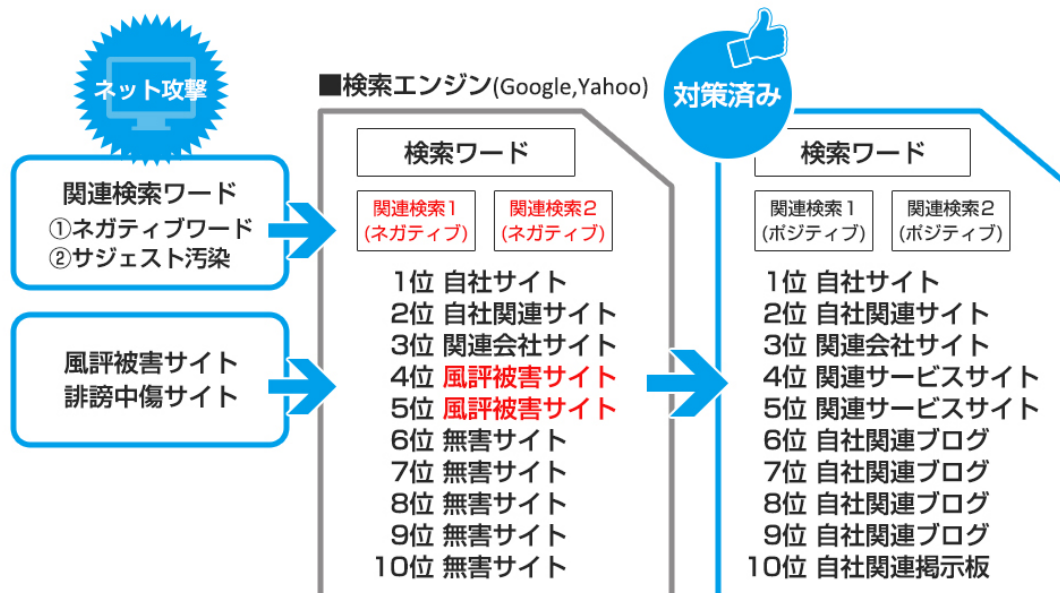 ネット攻撃
関連検索ワード
①ネガティブワード
②サジェスト汚染
風評被害サイト
誹謗中傷サイト
■検索エンジン(Google,Yahoo)
検索ワード
関連検索1
(ネガティブ)
関連検索2
(ネガティブ)
1位 自社サイト
2位 自社関連サイト
3位 関連会社サイト
4位 風評被害サイト
5位 風評被害サイト
6位 無害サイト
7位 無害サイト
8位 無害サイト
9位 無害サイト
10位 無害サイト
対策済み
検索ワード
関連検索1
(ポジティブ)
関連検索2
(ポジティブ)
1位 自社サイト
2位 自社関連サイト
3位 関連会社サイト
4位 関連サービスサイト
5位 関連サービスサイト
6位 自社関連ブログ
7位 自社関連ブログ
8位 自社関連ブログ
9位 自社関連ブログ
10位 自社関連掲示板